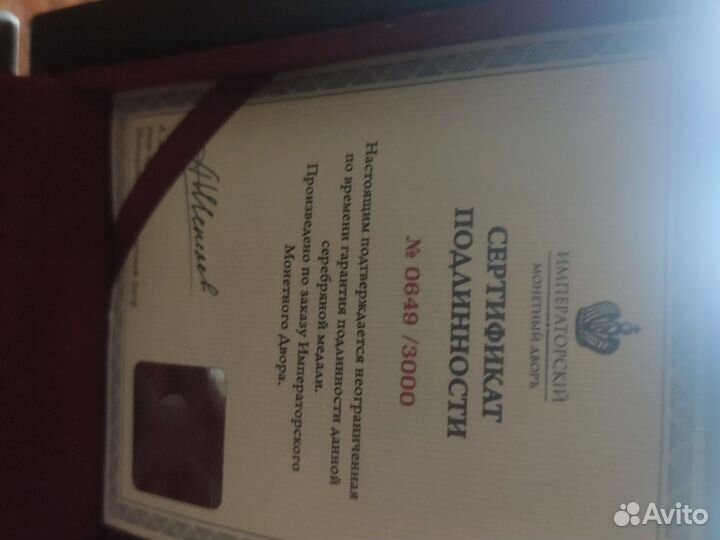 ИМПЕРАТОРСКІЙ
МОНЕТНЫЙ ДВОРЪ
СЕРТИФИКАТ
ПОДЛИННОСТИ
№ 0649 /3000
Настоящим подтверждается неограниченная
по времени гарантия подлинности данной
серебряной медали.
Произведено по заказу Императорского
Монетного Двора.
Avito